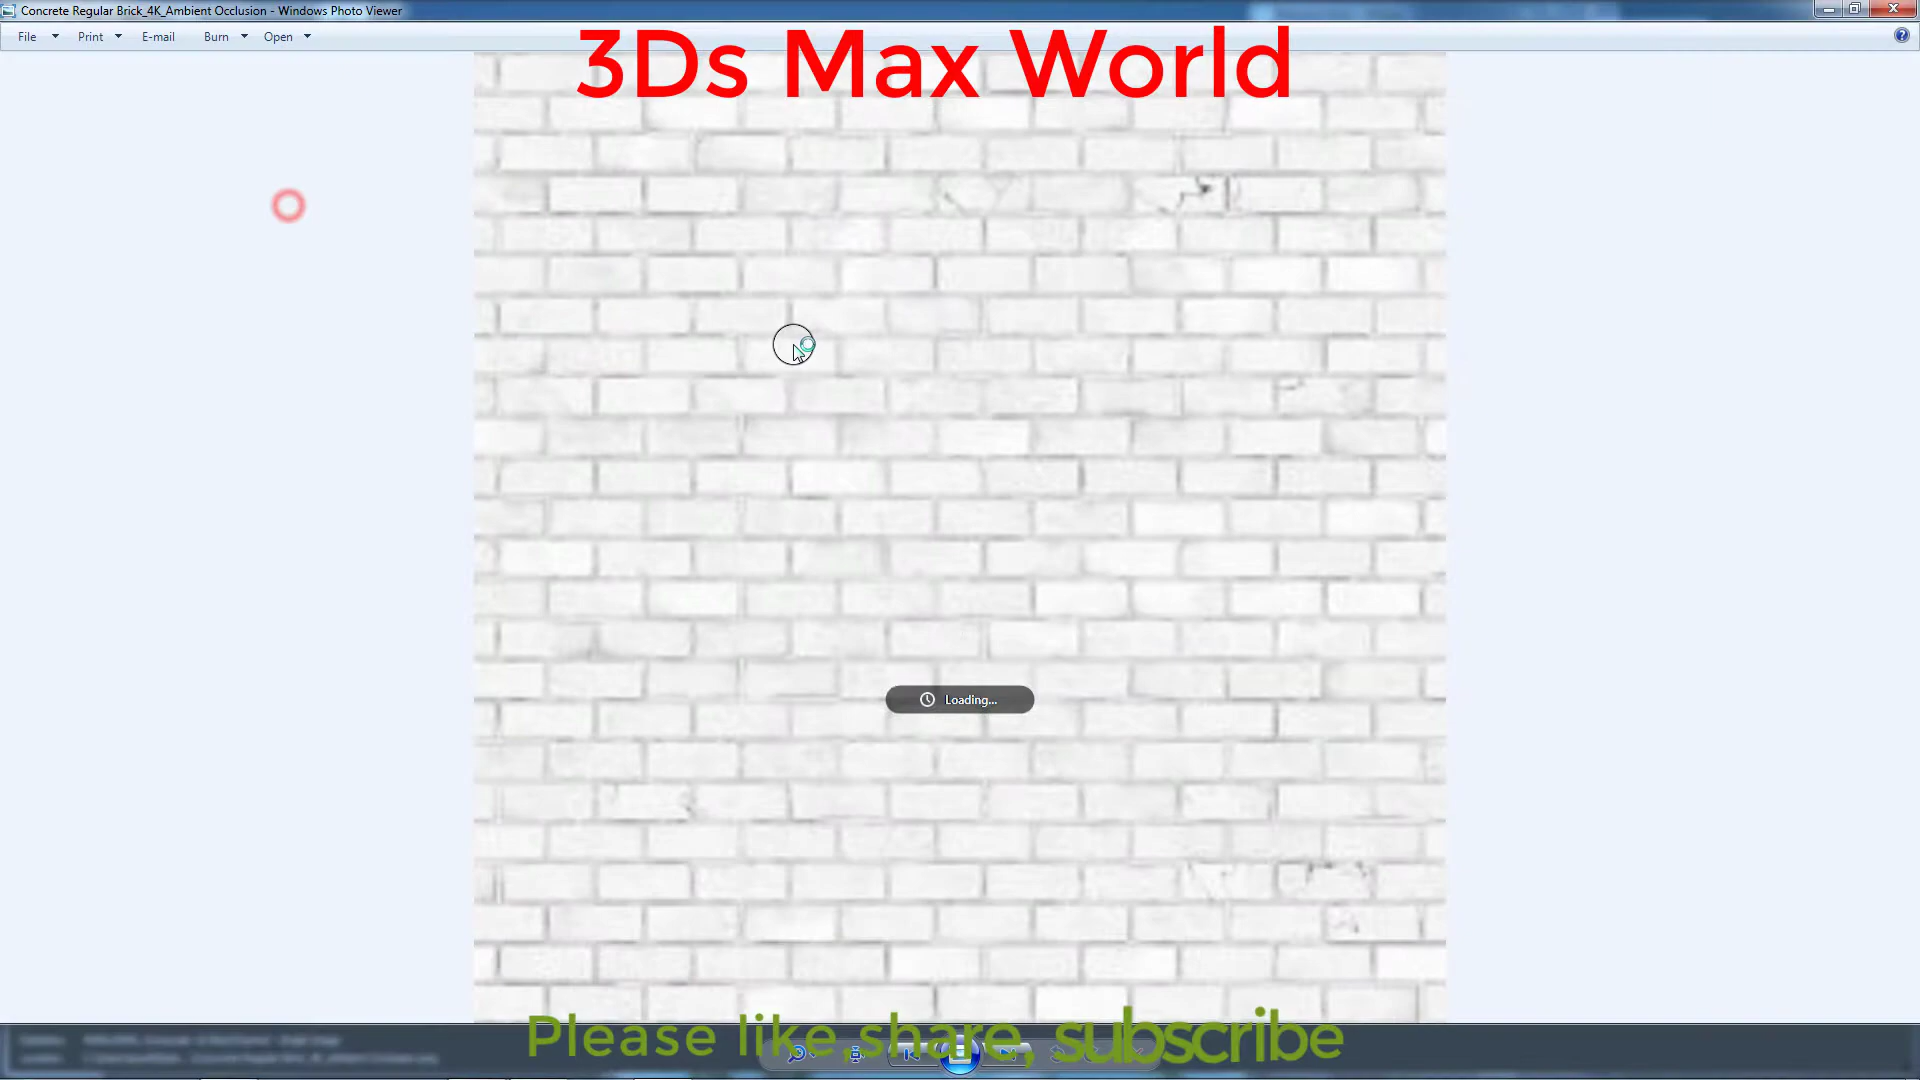 Concrete Regular Brick_4K_Ambient Occlusion - Windows Photo Viewer
File Print E-mail Burn Open
3Ds Max World
Loading...
Please like,share, subscribe